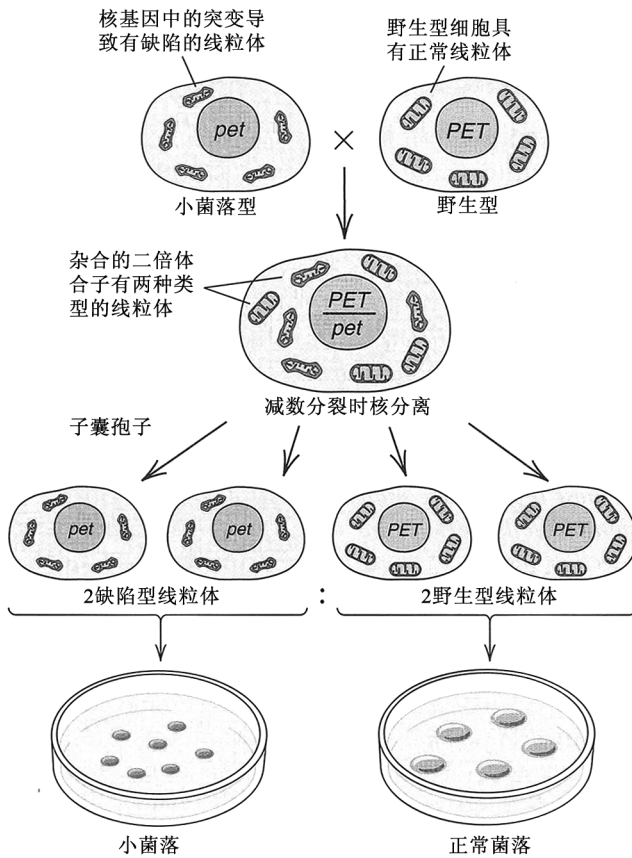 核基因中的突变导
致有缺陷的线粒体
野生型细胞具
有正常线粒体
pet
×
PET
小菌落型
野生型
杂合的二倍体
合子有两种类
型的线粒体
PET
pet
减数分裂时核分离
子囊孢子
pet
pet
PET
PET
2缺陷型线粒体
:
2野生型线粒体
小菌落
正常菌落